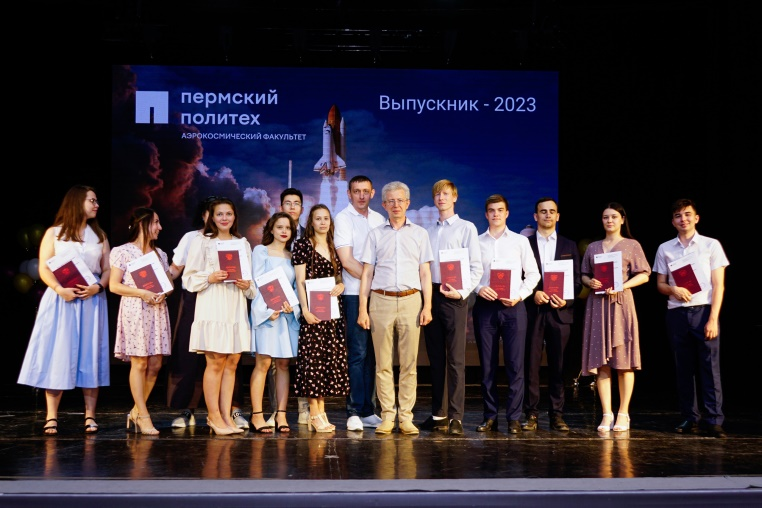 пермский
политех
АЭРОКОСМИЧЕСКИЙ ФАКУЛЬТЕТ
Выпускник - 2023